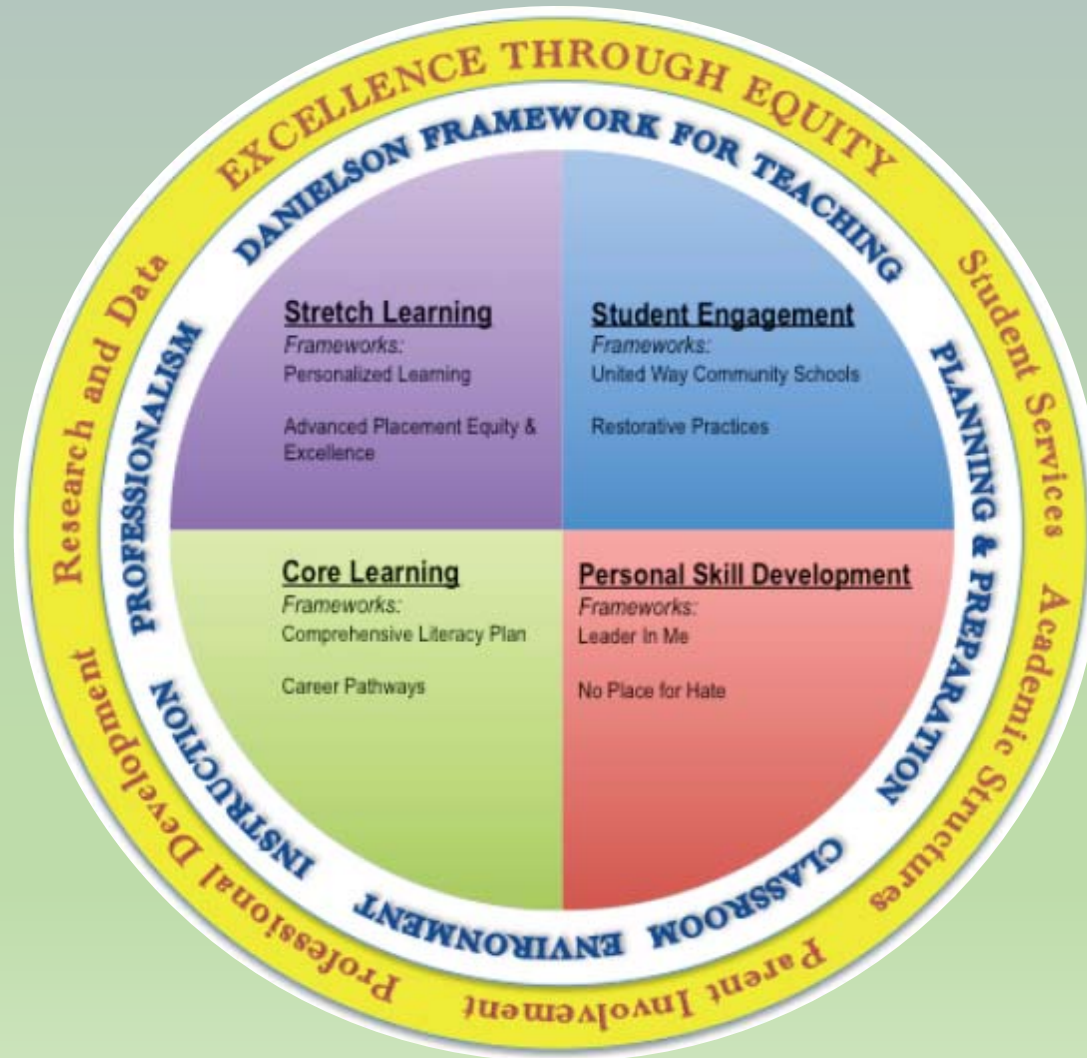 EXCELLENCE THROUGH EQUITY
Student Services
Academic Structures
Parent Involvement
Professional Development
Research and Data
DANIELSON FRAMEWORK FOR TEACHING
PLANNING & PREPARATION
CLASSROOM ENVIRONMENT
INSTRUCTION
PROFESSIONALISM
Stretch Learning
Frameworks:
Personalized Learning
Advanced Placement Equity &
Excellence
Student Engagement
Frameworks:
United Way Community Schools
Restorative Practices
Core Learning
Frameworks:
Comprehensive Literacy Plan
Career Pathways
Personal Skill Development
Frameworks:
Leader In Me
No Place for Hate